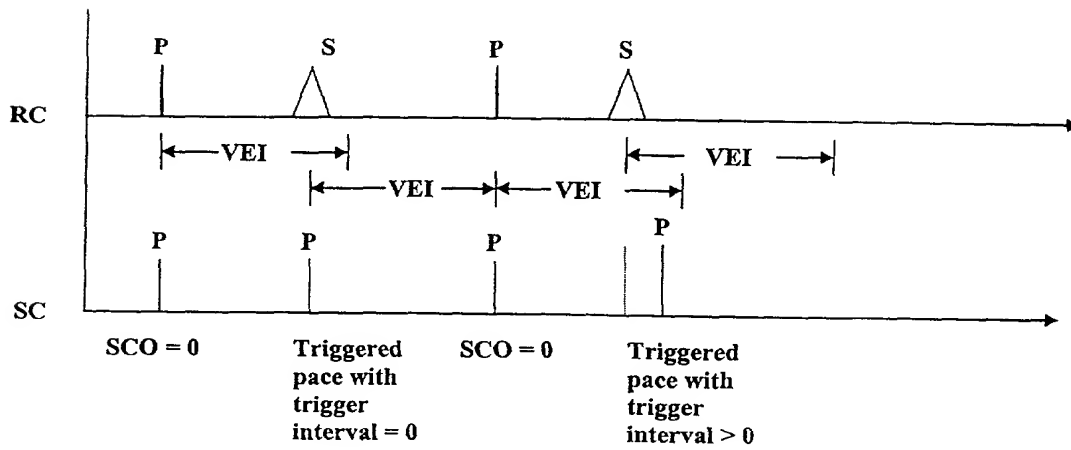 P S P S
RC
VEI VEI
VEI VEI
P P P P
SC
SCO = 0 Triggered SCO = 0 Triggered
pace with pace with
trigger trigger
interval = 0 interval > 0